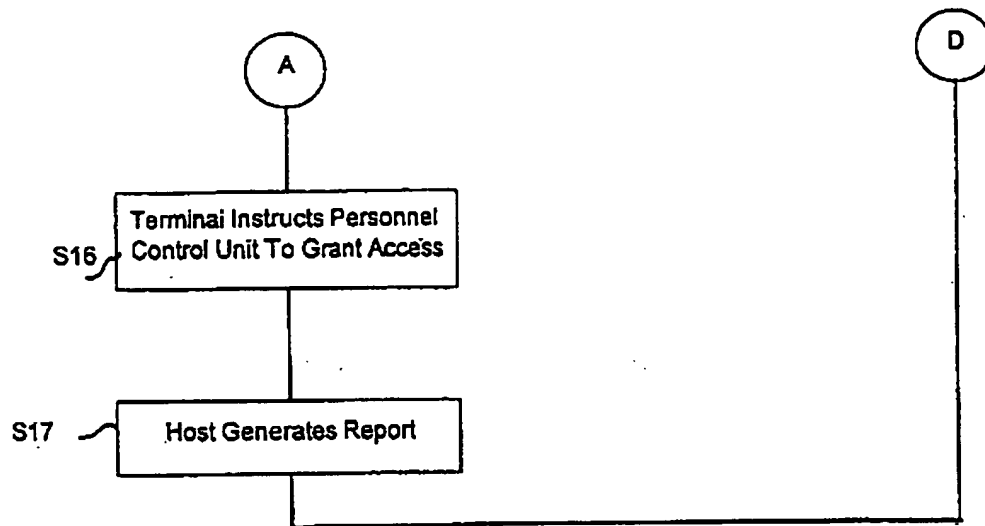 A
D
Terminal Instructs Personnel
Control Unit To Grant Access
S16
S17
Host Generates Report